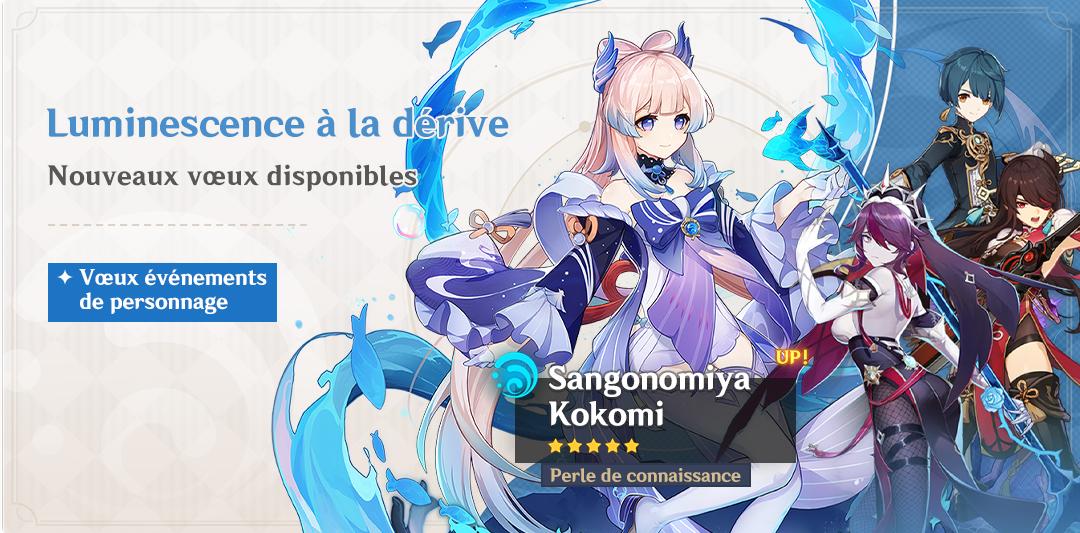 Luminescence à la dérive
Nouveaux vœux disponibles
✦ Vœux événements
de personnage
UP!
Sangonomiya
Kokomi
★★★★★
Perle de connaissance